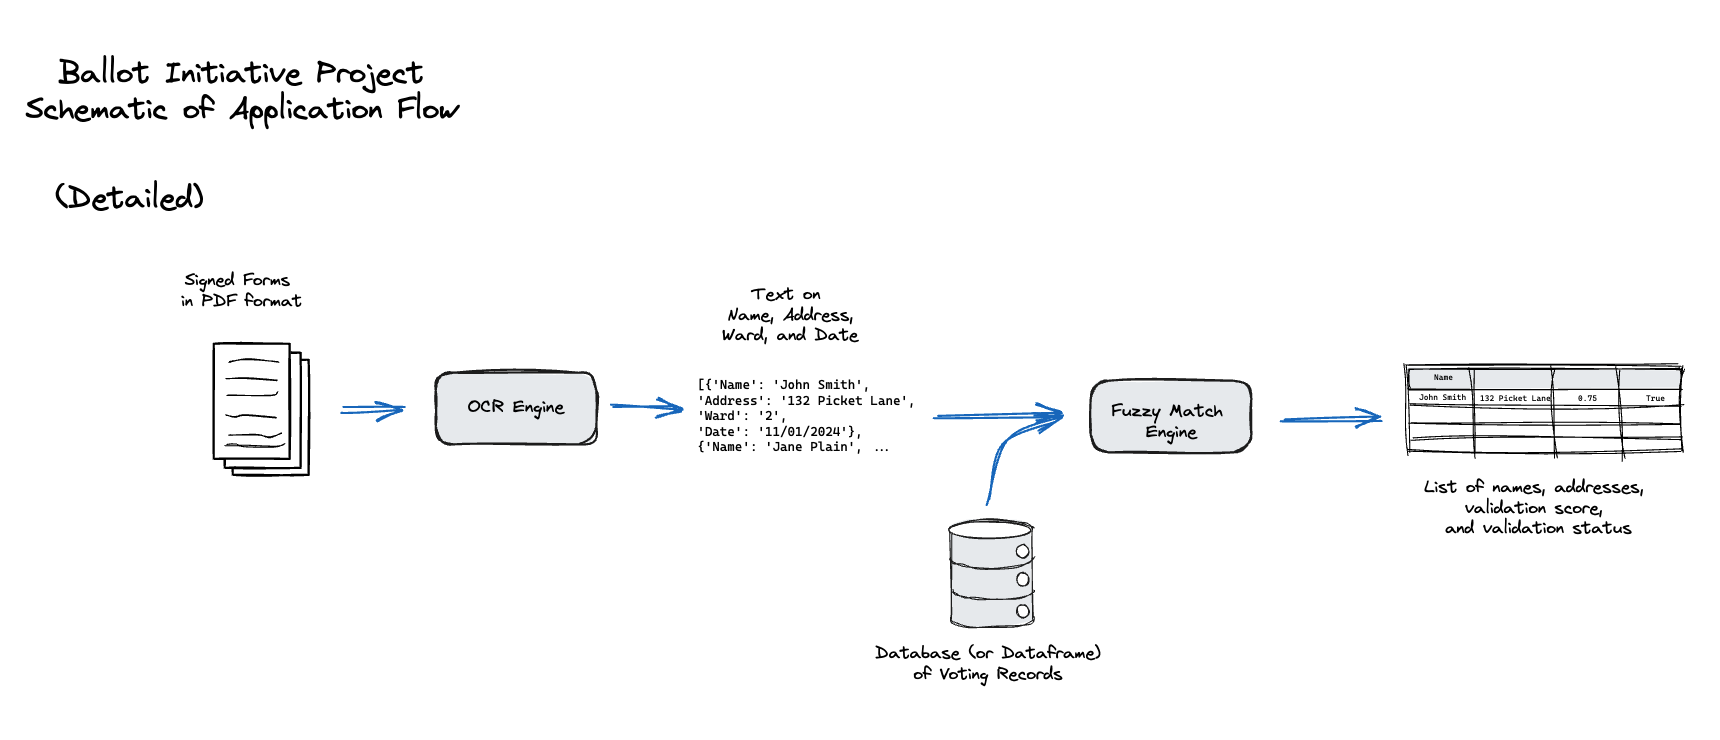 Ballot Initiative Project
Schematic of Application Flow
(Detailed)
Signed Forms
in PDF format
OCR Engine
Text on
Name, Address,
Ward, and Date
[{'Name': 'John Smith',
'Address': '132 Picket Lane',
'Ward': '2',
'Date': '11/01/2024'},
{'Name': 'Jane Plain', ...
Database (or Dataframe)
of Voting Records
Fuzzy Match
Engine
Name
John Smith 132 Picket Lane 0.75 True
List of names, addresses,
validation score,
and validation status